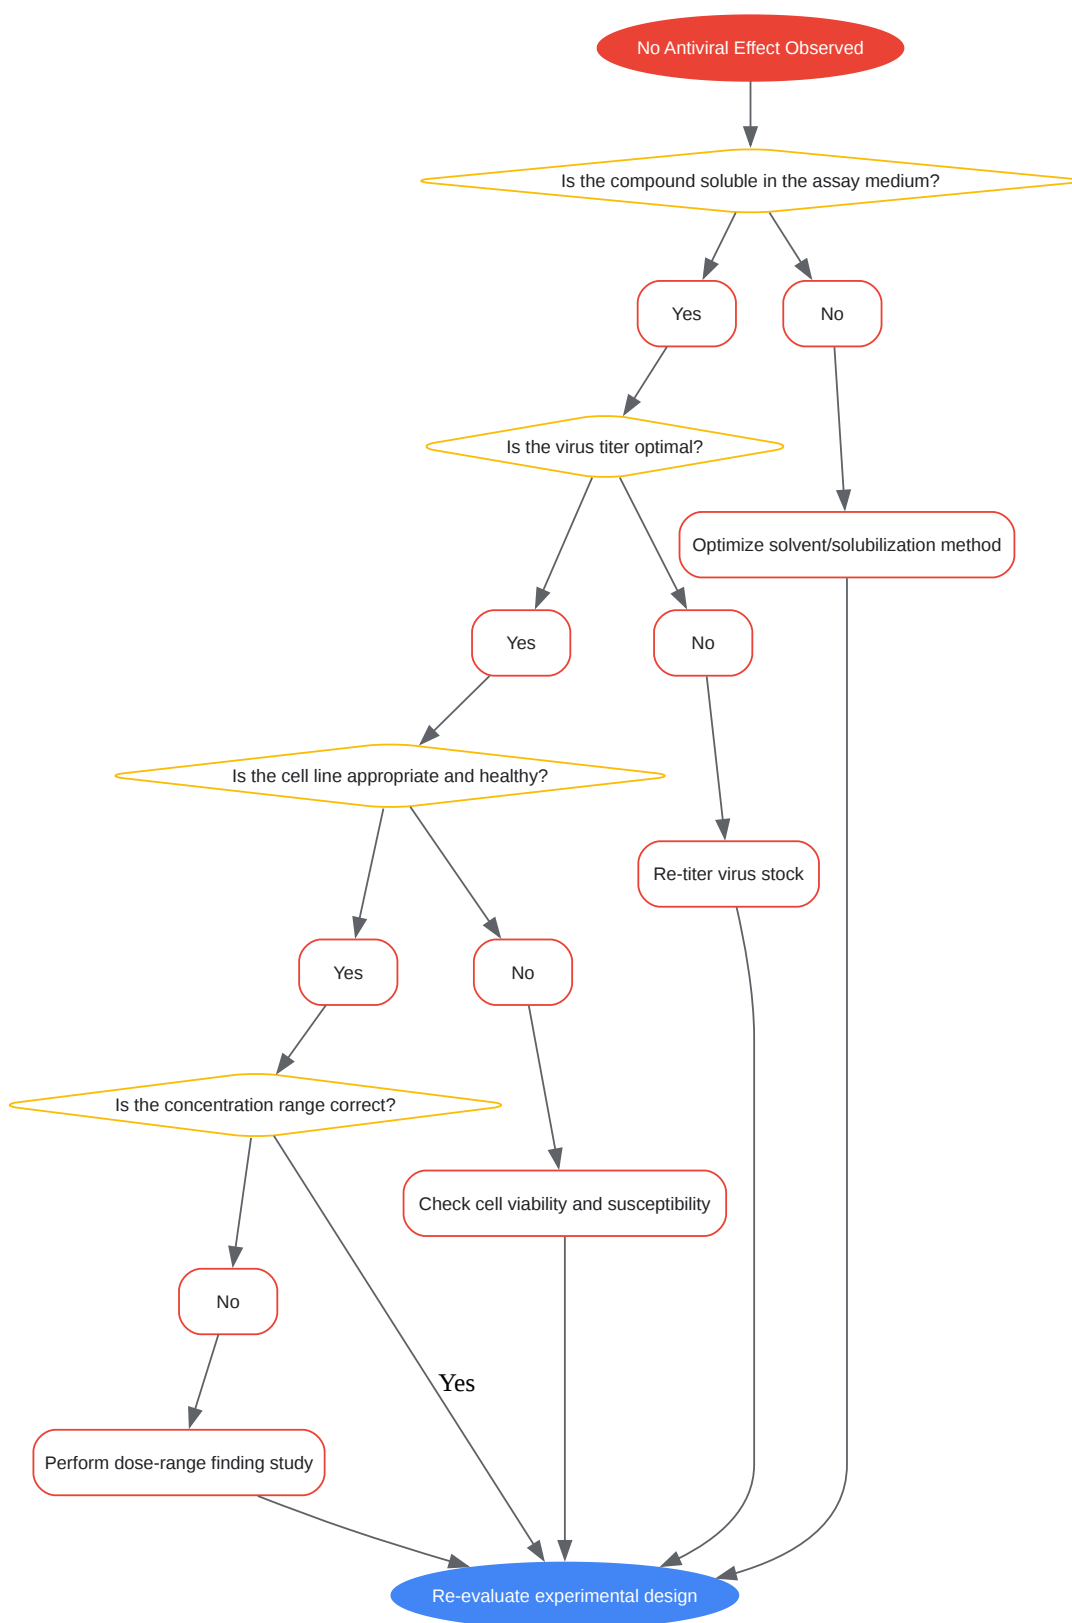 No Antiviral Effect Observed
Is the compound soluble in the assay medium?
Yes
No
Is the virus titer optimal?
Optimize solvent/solubilization method
Yes
No
Is the cell line appropriate and healthy?
Re-titer virus stock
Yes
No
Is the concentration range correct?
Check cell viability and susceptibility
No
Yes
Perform dose-range finding study
Re-evaluate experimental design